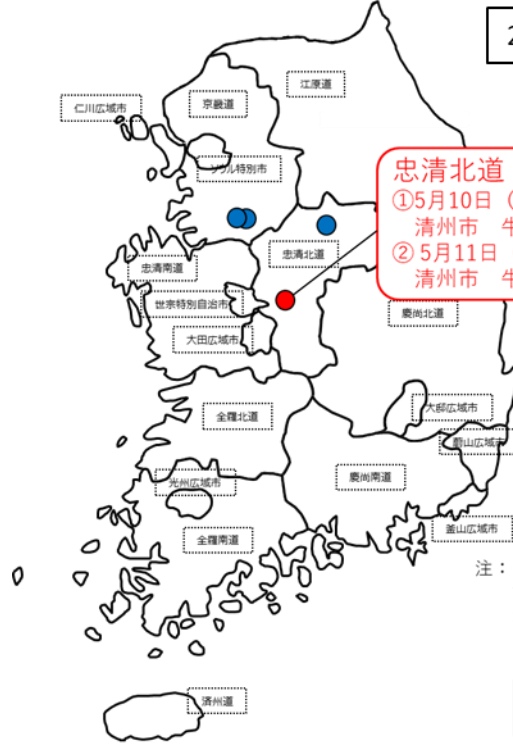 2
江原道
京畿道
仁川広域市
ソウル特別市
忠清北道
①5月10日（
清州市 牛
② 5月11日
清州市 牛
忠清北道
忠清南道
世宗特別自治市
慶尚北道
大田広域市
大邱広域市
全羅北道
蔚山広域市
光州広域市
慶尚南道
釜山広域市
全羅南道
注：
済州道